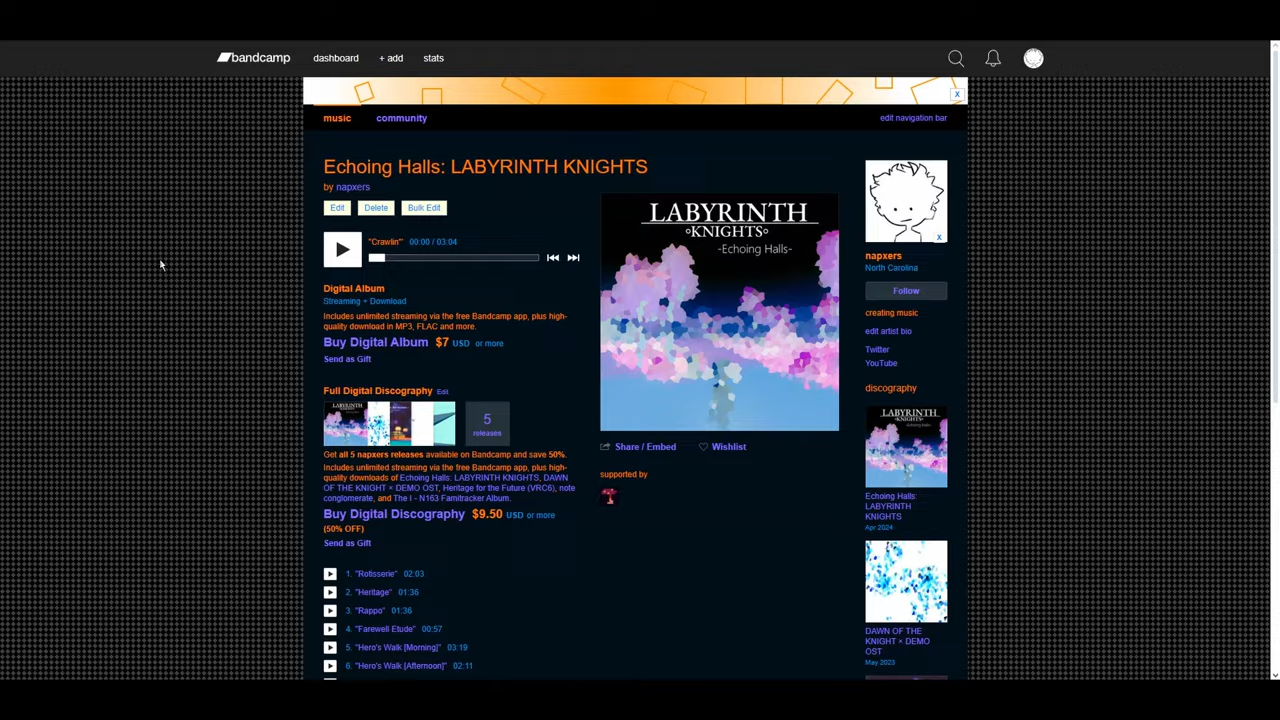 bandcamp dashboard + add stats
X
music community edit navigation bar
Echoing Halls: LABYRINTH KNIGHTS
by napxers
Edit Delete Bulk Edit
"Crawlin'" 00:00 / 03:04
Digital Album
Streaming + Download
Includes unlimited streaming via the free Bandcamp app, plus high-
quality download in MP3, FLAC and more.
Buy Digital Album $7 USD or more
Send as Gift
Full Digital Discography Edit
5
releases
Get all 5 napxers releases available on Bandcamp and save 50%.
Includes unlimited streaming via the free Bandcamp app, plus high-
quality downloads of Echoing Halls: LABYRINTH KNIGHTS, DAWN
OF THE KNIGHT × DEMO OST, Heritage for the Future (VRC6), note
conglomerate, and The I - N163 Famitracker Album.
Buy Digital Discography $9.50 USD or more
(50% OFF)
Send as Gift
1. "Rotisserie" 02:03
2. "Heritage" 01:36
3. "Rappo" 01:36
4. "Farewell Etude" 00:57
5. "Hero's Walk [Morning]" 03:19
6. "Hero's Walk [Afternoon]" 02:11
LABYRINTH
◦KNIGHTS◦
-Echoing Halls-
Share / Embed Wishlist
supported by
X
napxers
North Carolina
Follow
creating music
edit artist bio
Twitter
YouTube
discography
LABYRINTH
◦KNIGHTS◦
-Echoing Halls-
Echoing Halls:
LABYRINTH
KNIGHTS
Apr 2024
DAWN OF THE
KNIGHT × DEMO
OST
May 2023